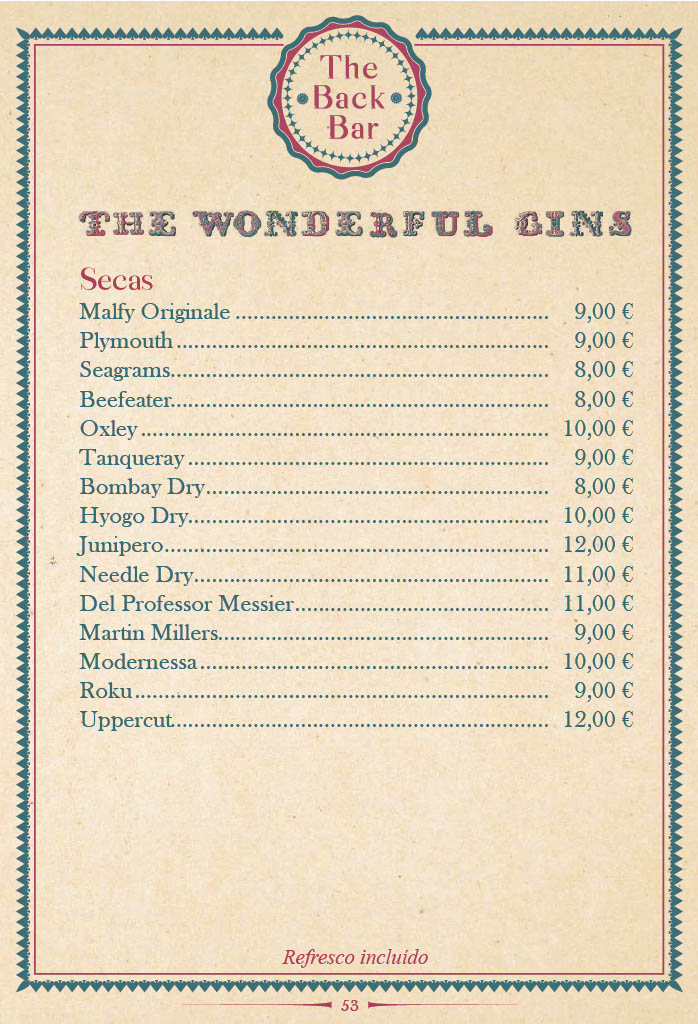 The
Back
Bar
THE WONDERFUL GINS
Secas
Malfy Originale ........................................................ 9,00 €
Plymouth ........................................................ 9,00 €
Seagrams ........................................................ 8,00 €
Beefeater ........................................................ 8,00 €
Oxley ........................................................ 10,00 €
Tanqueray ........................................................ 9,00 €
Bombay Dry ........................................................ 8,00 €
Hyogo Dry ........................................................ 10,00 €
Junipero ........................................................ 12,00 €
Needle Dry ........................................................ 11,00 €
Del Professor Messier ........................................................ 11,00 €
Martin Millers ........................................................ 9,00 €
Modernessa ........................................................ 10,00 €
Roku ........................................................ 9,00 €
Uppercut ........................................................ 12,00 €
Refresco incluído
53